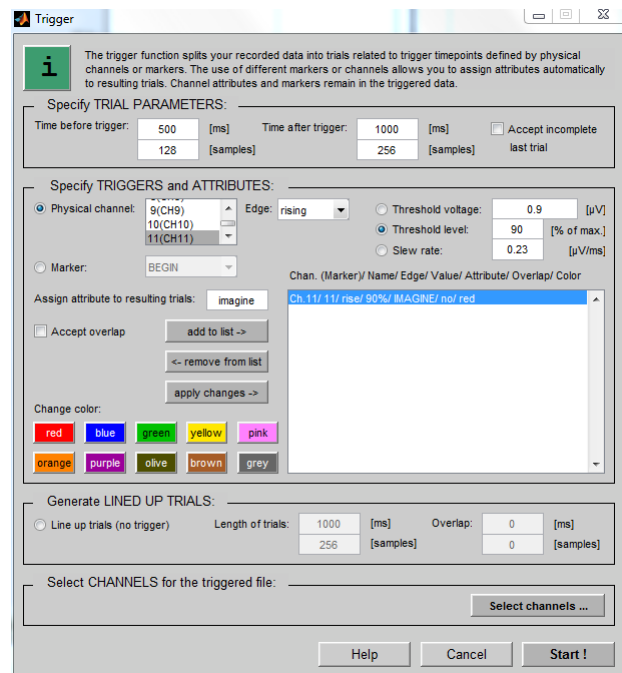 Trigger
i
The trigger function splits your recorded data into trials related to trigger timepoints defined by physical
channels or markers. The use of different markers or channels allows you to assign attributes automatically
to resulting trials. Channel attributes and markers remain in the triggered data.
Specify TRIAL PARAMETERS:
Time before trigger: 500 [ms] Time after trigger: 1000 [ms] Accept incomplete
128 [samples] 256 [samples] last trial
Specify TRIGGERS and ATTRIBUTES:
Physical channel: 9(CH9) Edge: rising Threshold voltage: 0.9 [µV]
10(CH10) Threshold level: 90 [% of max.]
11(CH11) Slew rate: 0.23 [µV/ms]
Marker: BEGIN
Chan. (Marker)/ Name/ Edge/ Value/ Attribute/ Overlap/ Color
Assign attribute to resulting trials: imagine Ch.11/ 11/ rise/ 90%/ IMAGINE/ no/ red
Accept overlap add to list ->
<- remove from list
apply changes ->
Change color:
red blue green yellow pink
orange purple olive brown grey
Generate LINED UP TRIALS:
Line up trials (no trigger) Length of trials: 1000 [ms] Overlap: 0 [ms]
256 [samples] 0 [samples]
Select CHANNELS for the triggered file:
Select channels ...
Help Cancel Start !